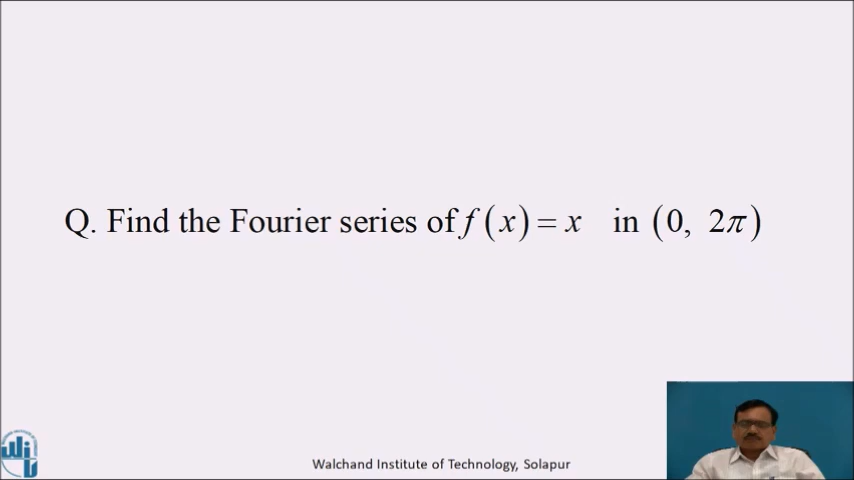 Q. Find the Fourier series of f(x) = x in (0, 2π)
Walchand Institute of Technology, Solapur